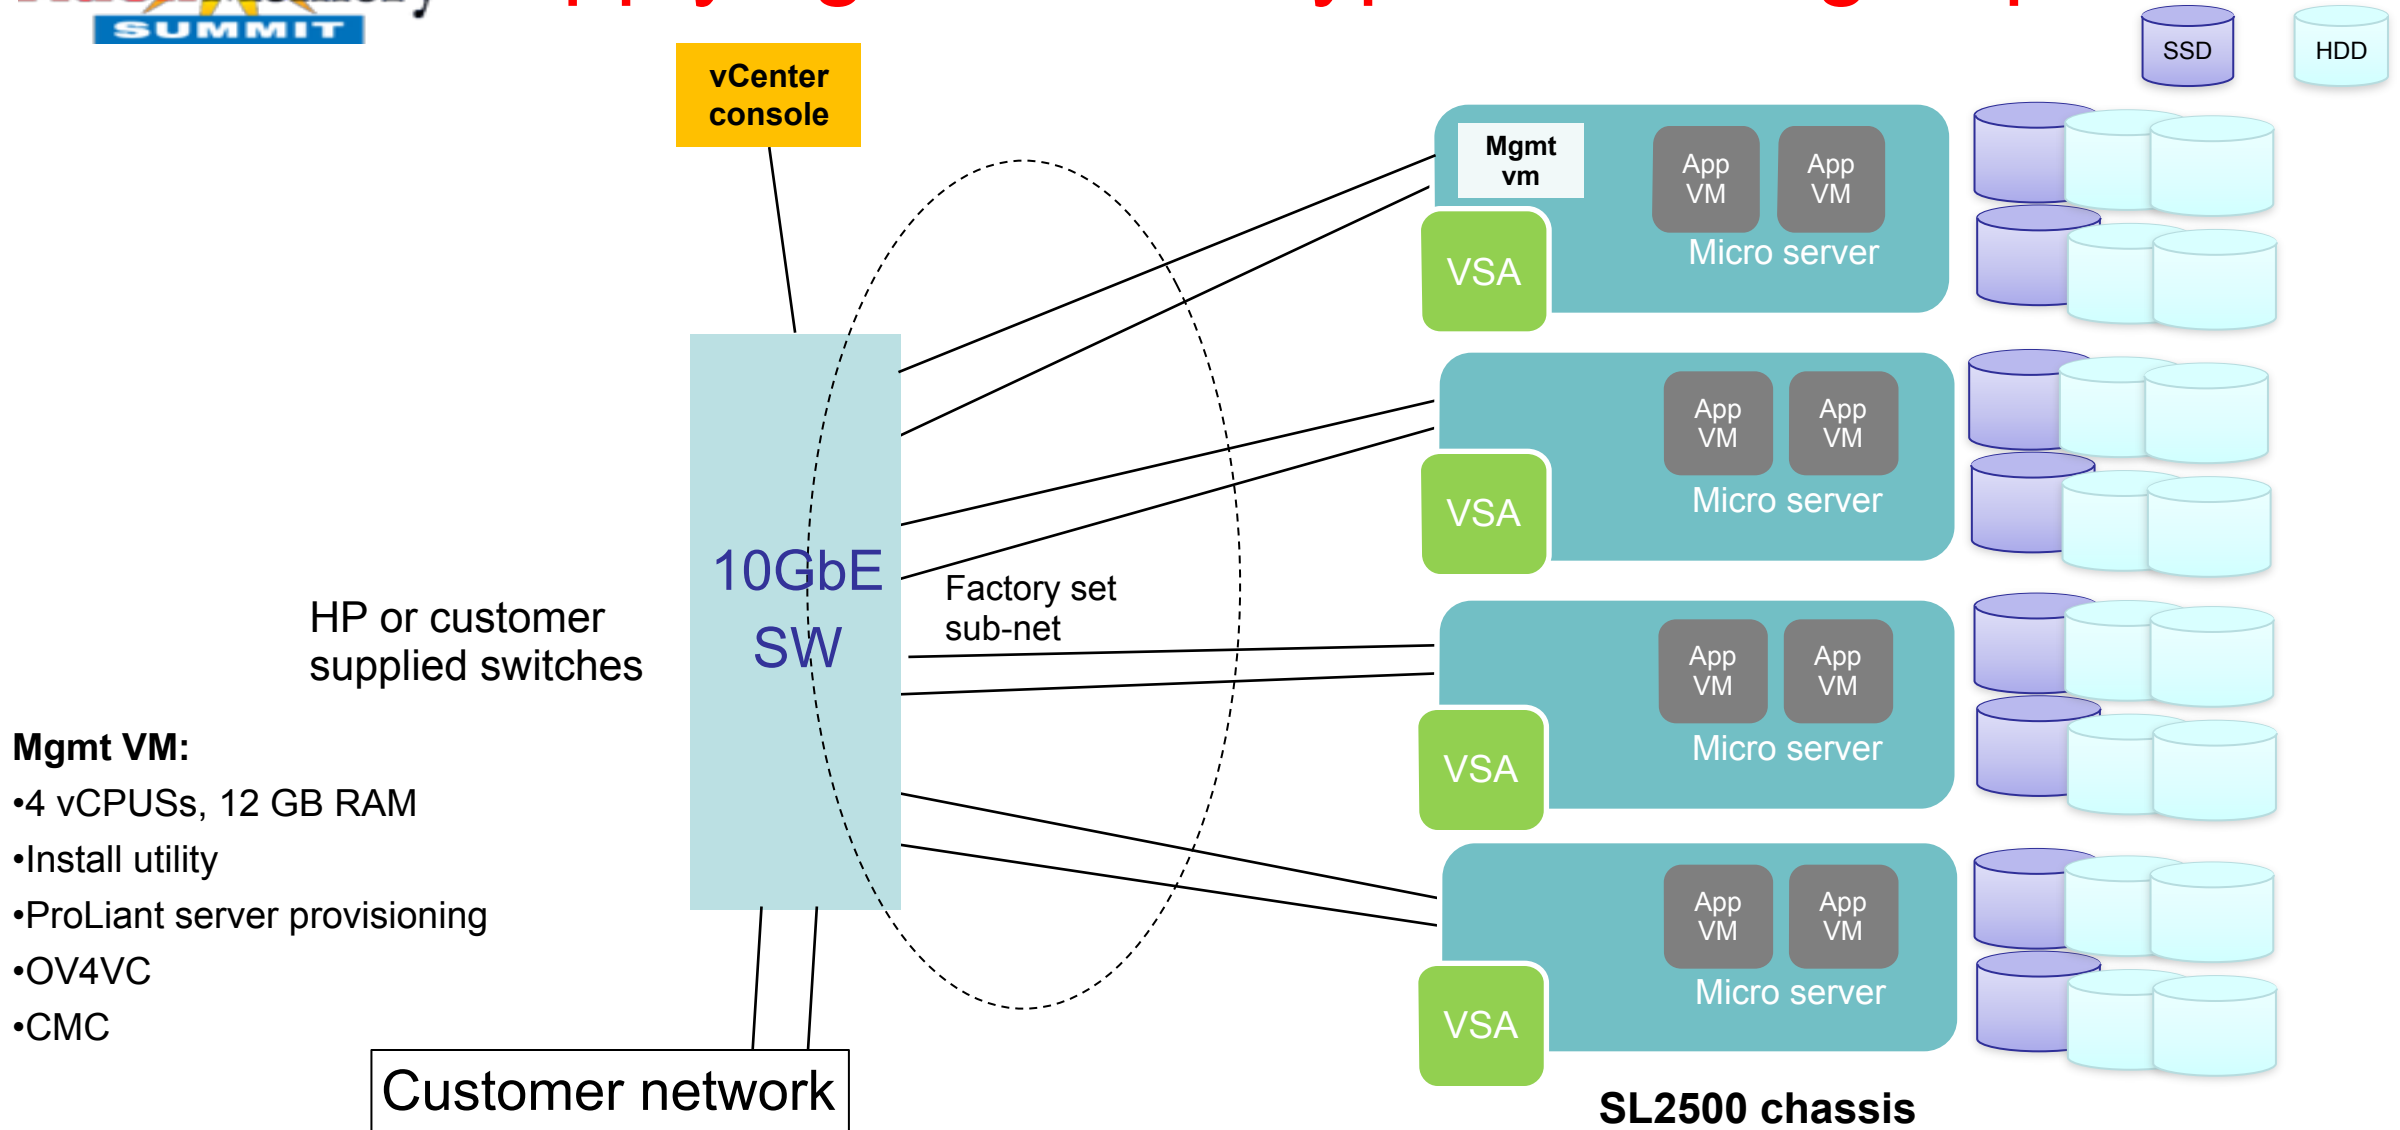 SUMMIT
SSD
HDD
vCenter
console
Mgmt
vm
App
VM
App
VM
Micro server
VSA
App
VM
App
VM
Micro server
VSA
10GbE
SW
Factory set
sub-net
HP or customer
supplied switches
App
VM
App
VM
Micro server
VSA
Mgmt VM:
•4 vCPUSs, 12 GB RAM
•Install utility
•ProLiant server provisioning
•OV4VC
•CMC
App
VM
App
VM
Micro server
VSA
Customer network
SL2500 chassis